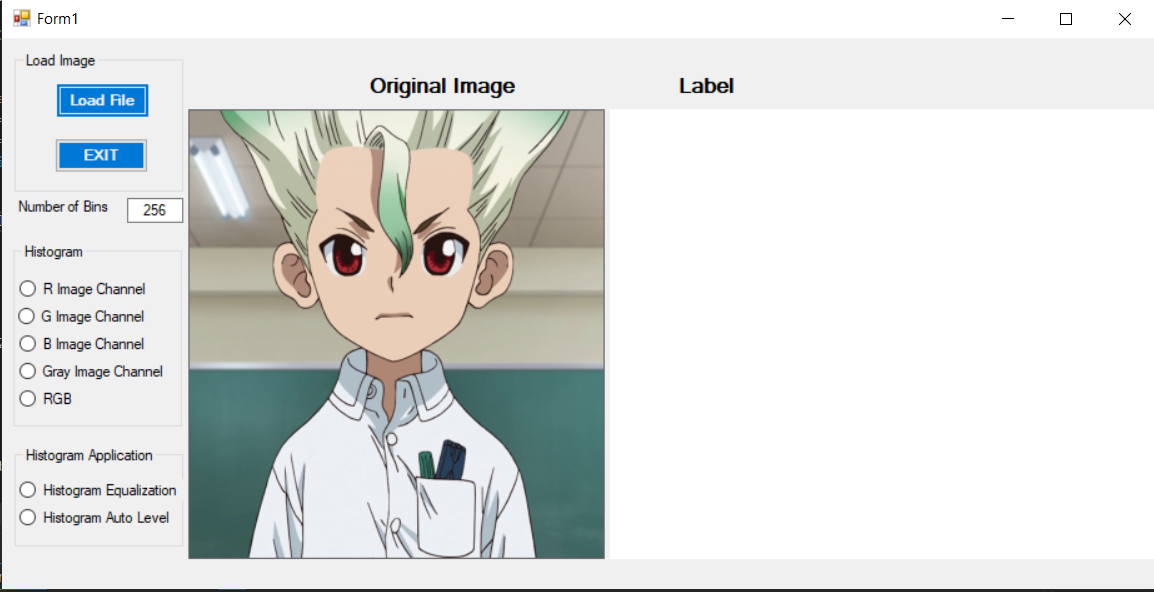 Form1
Load Image
Load File
EXIT
Number of Bins 256
Histogram
R Image Channel
G Image Channel
B Image Channel
Gray Image Channel
RGB
Histogram Application
Histogram Equalization
Histogram Auto Level
Original Image
Label